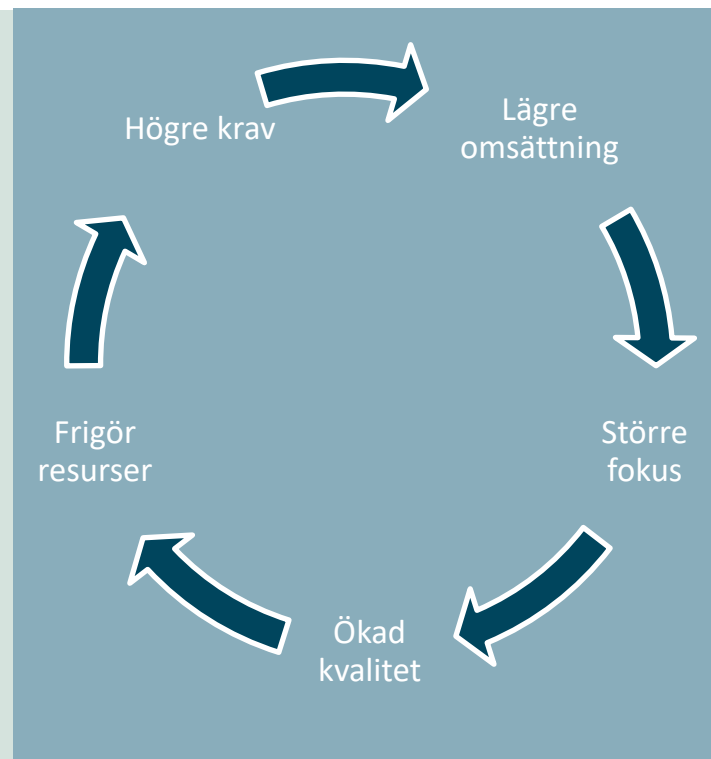 Högre krav
Lägre
omsättning
Större
fokus
Ökad
kvalitet
Frigör
resurser